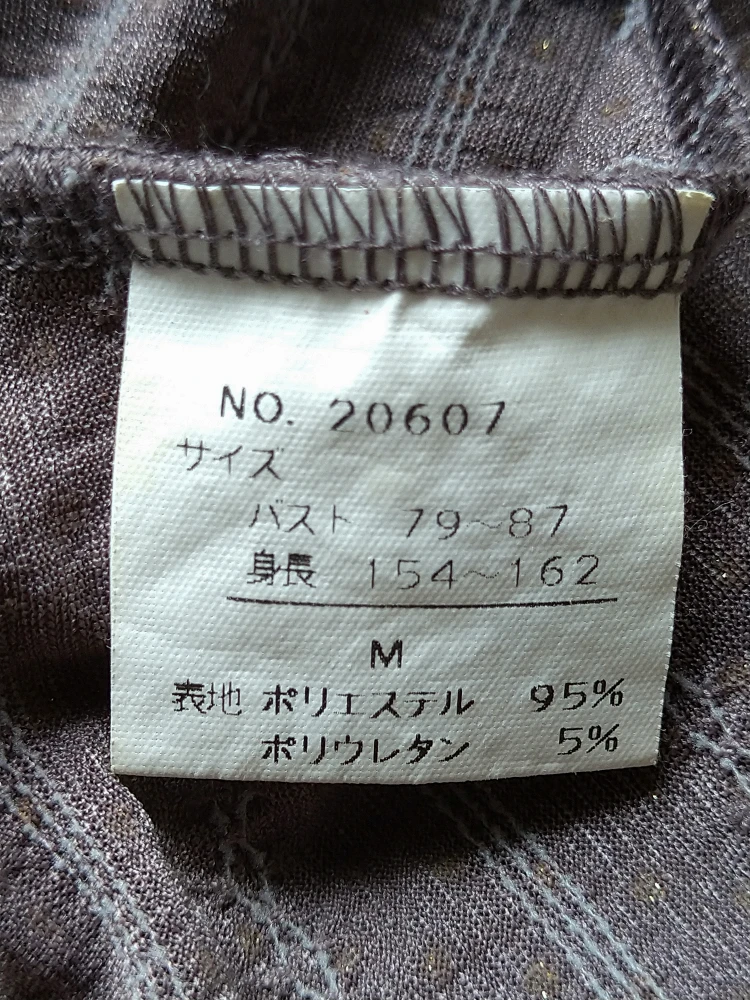 NO. 20607
サイズ
バスト 79~87
身長 154~162
M
表地 ポリエステル 95%
ポリウレタン 5%